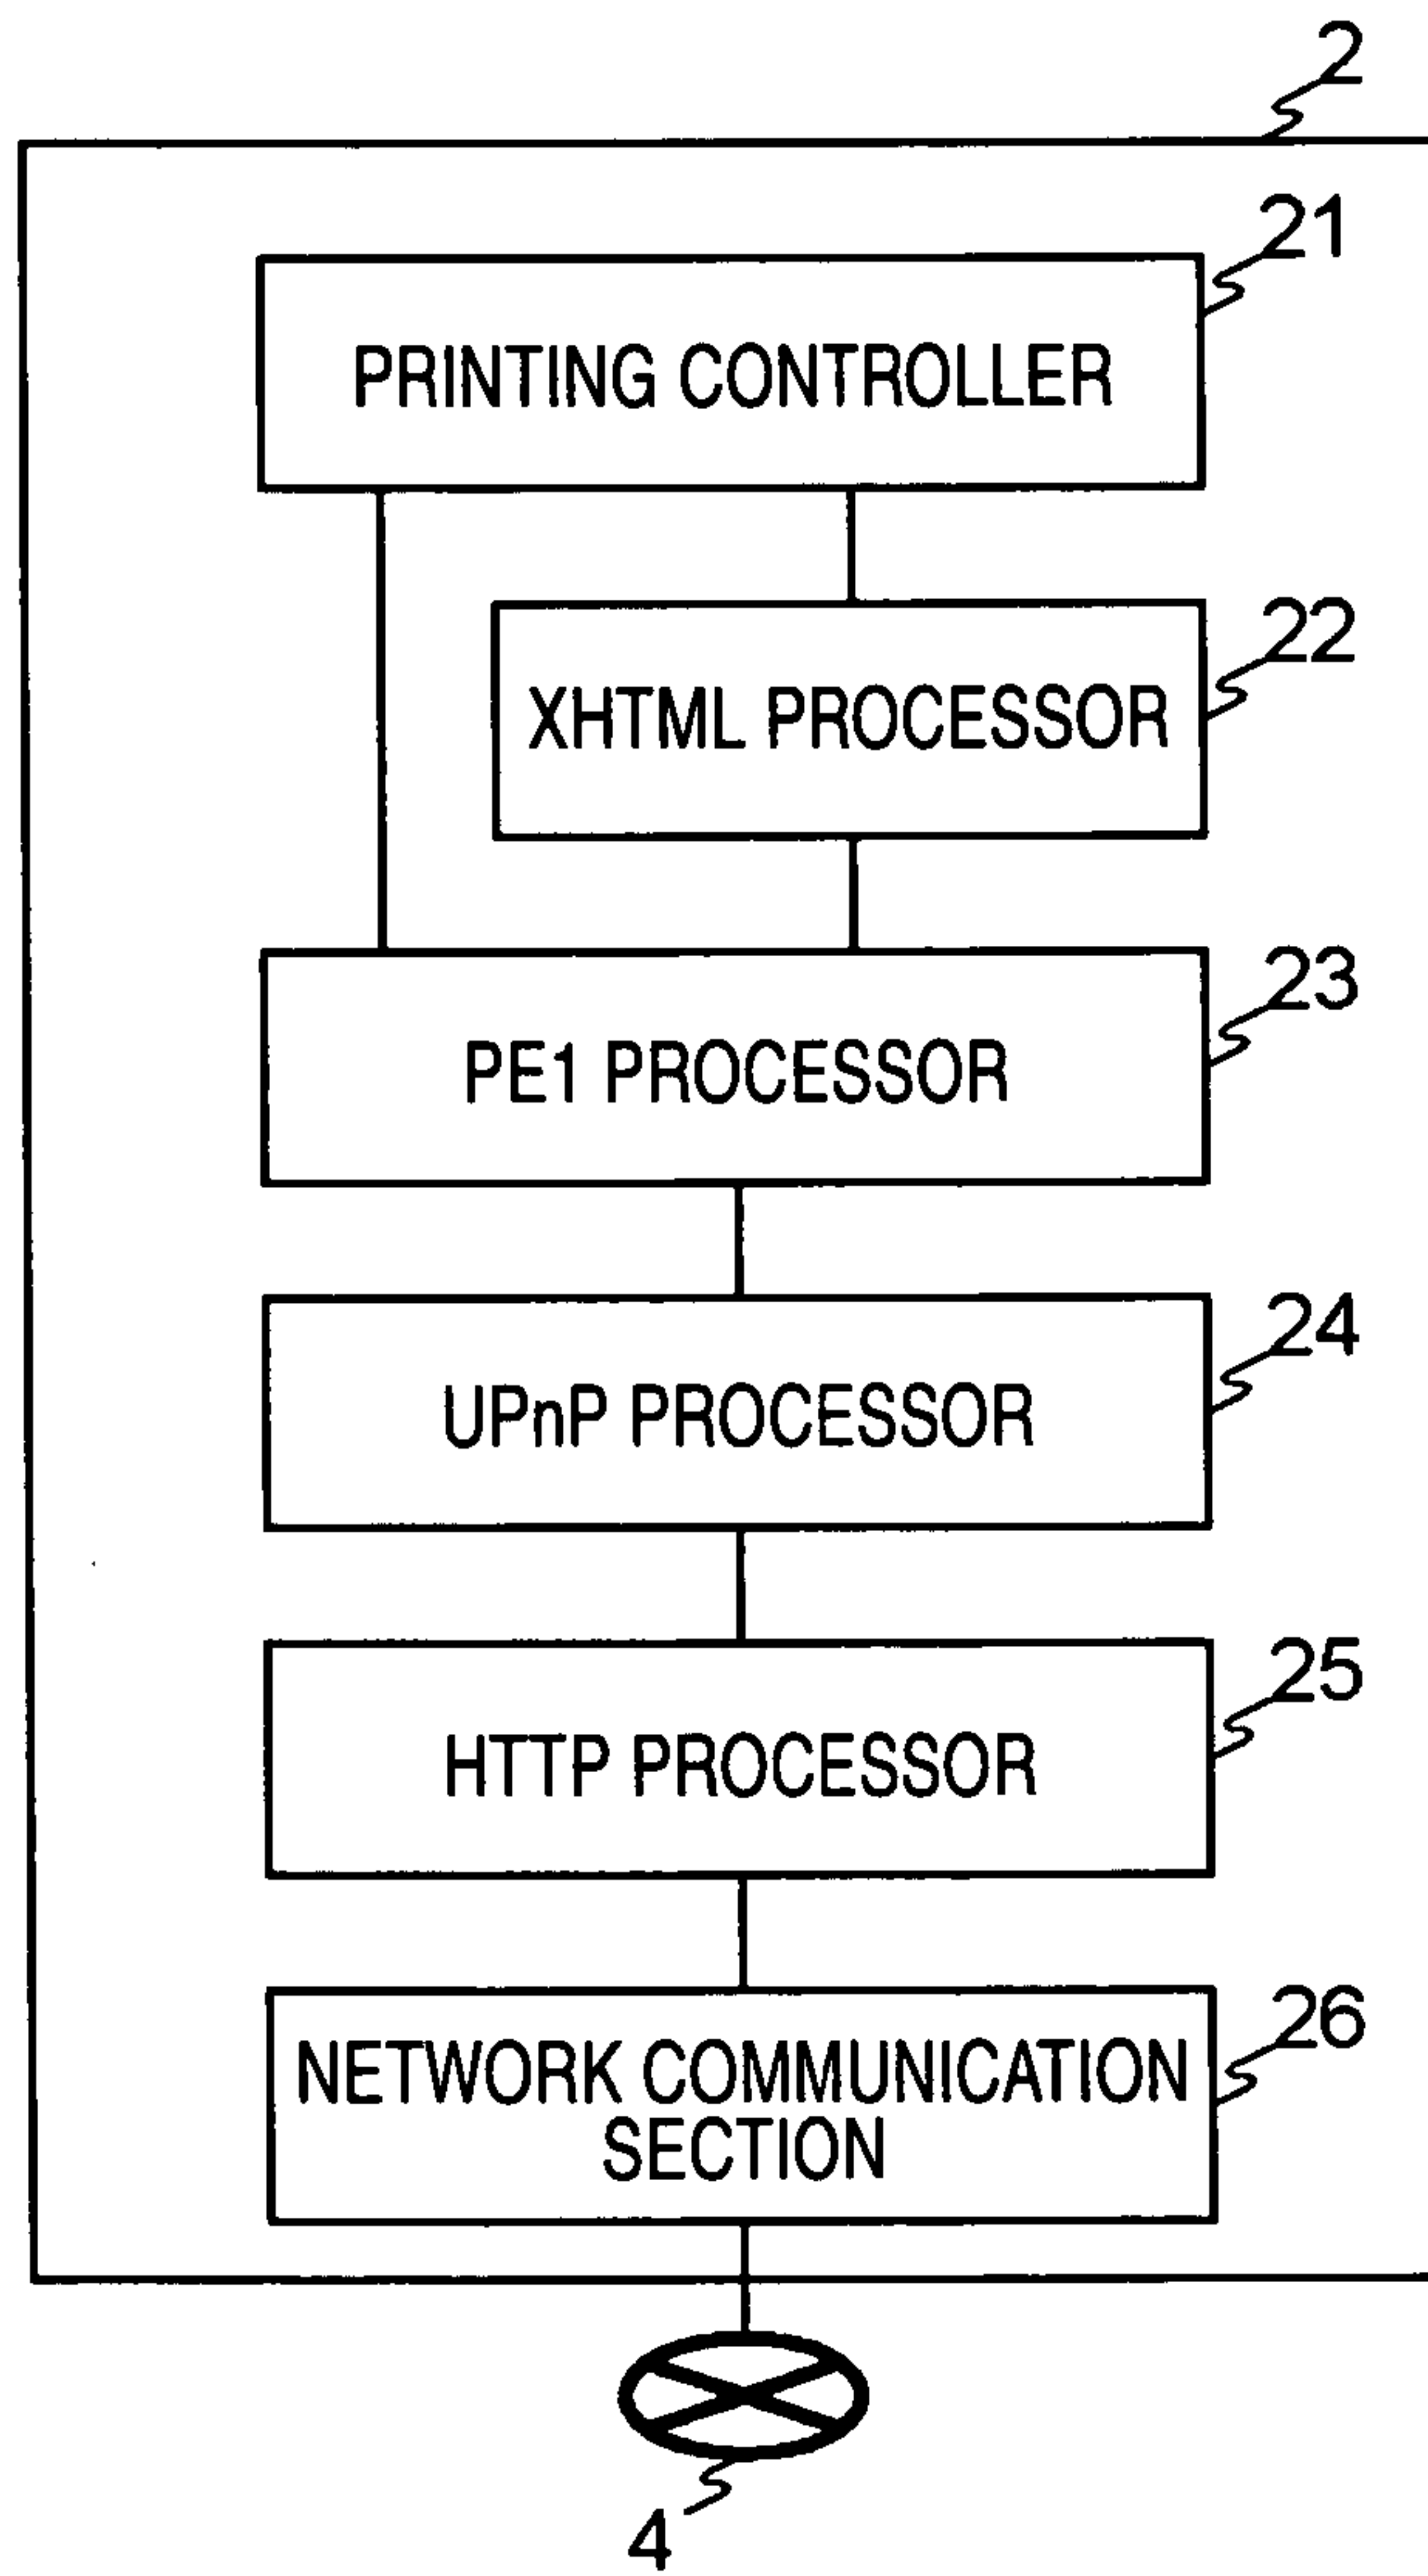 2
21
PRINTING CONTROLLER
22
XHTML PROCESSOR
23
PE1 PROCESSOR
24
UPnP PROCESSOR
25
HTTP PROCESSOR
26
NETWORK COMMUNICATION
SECTION
4